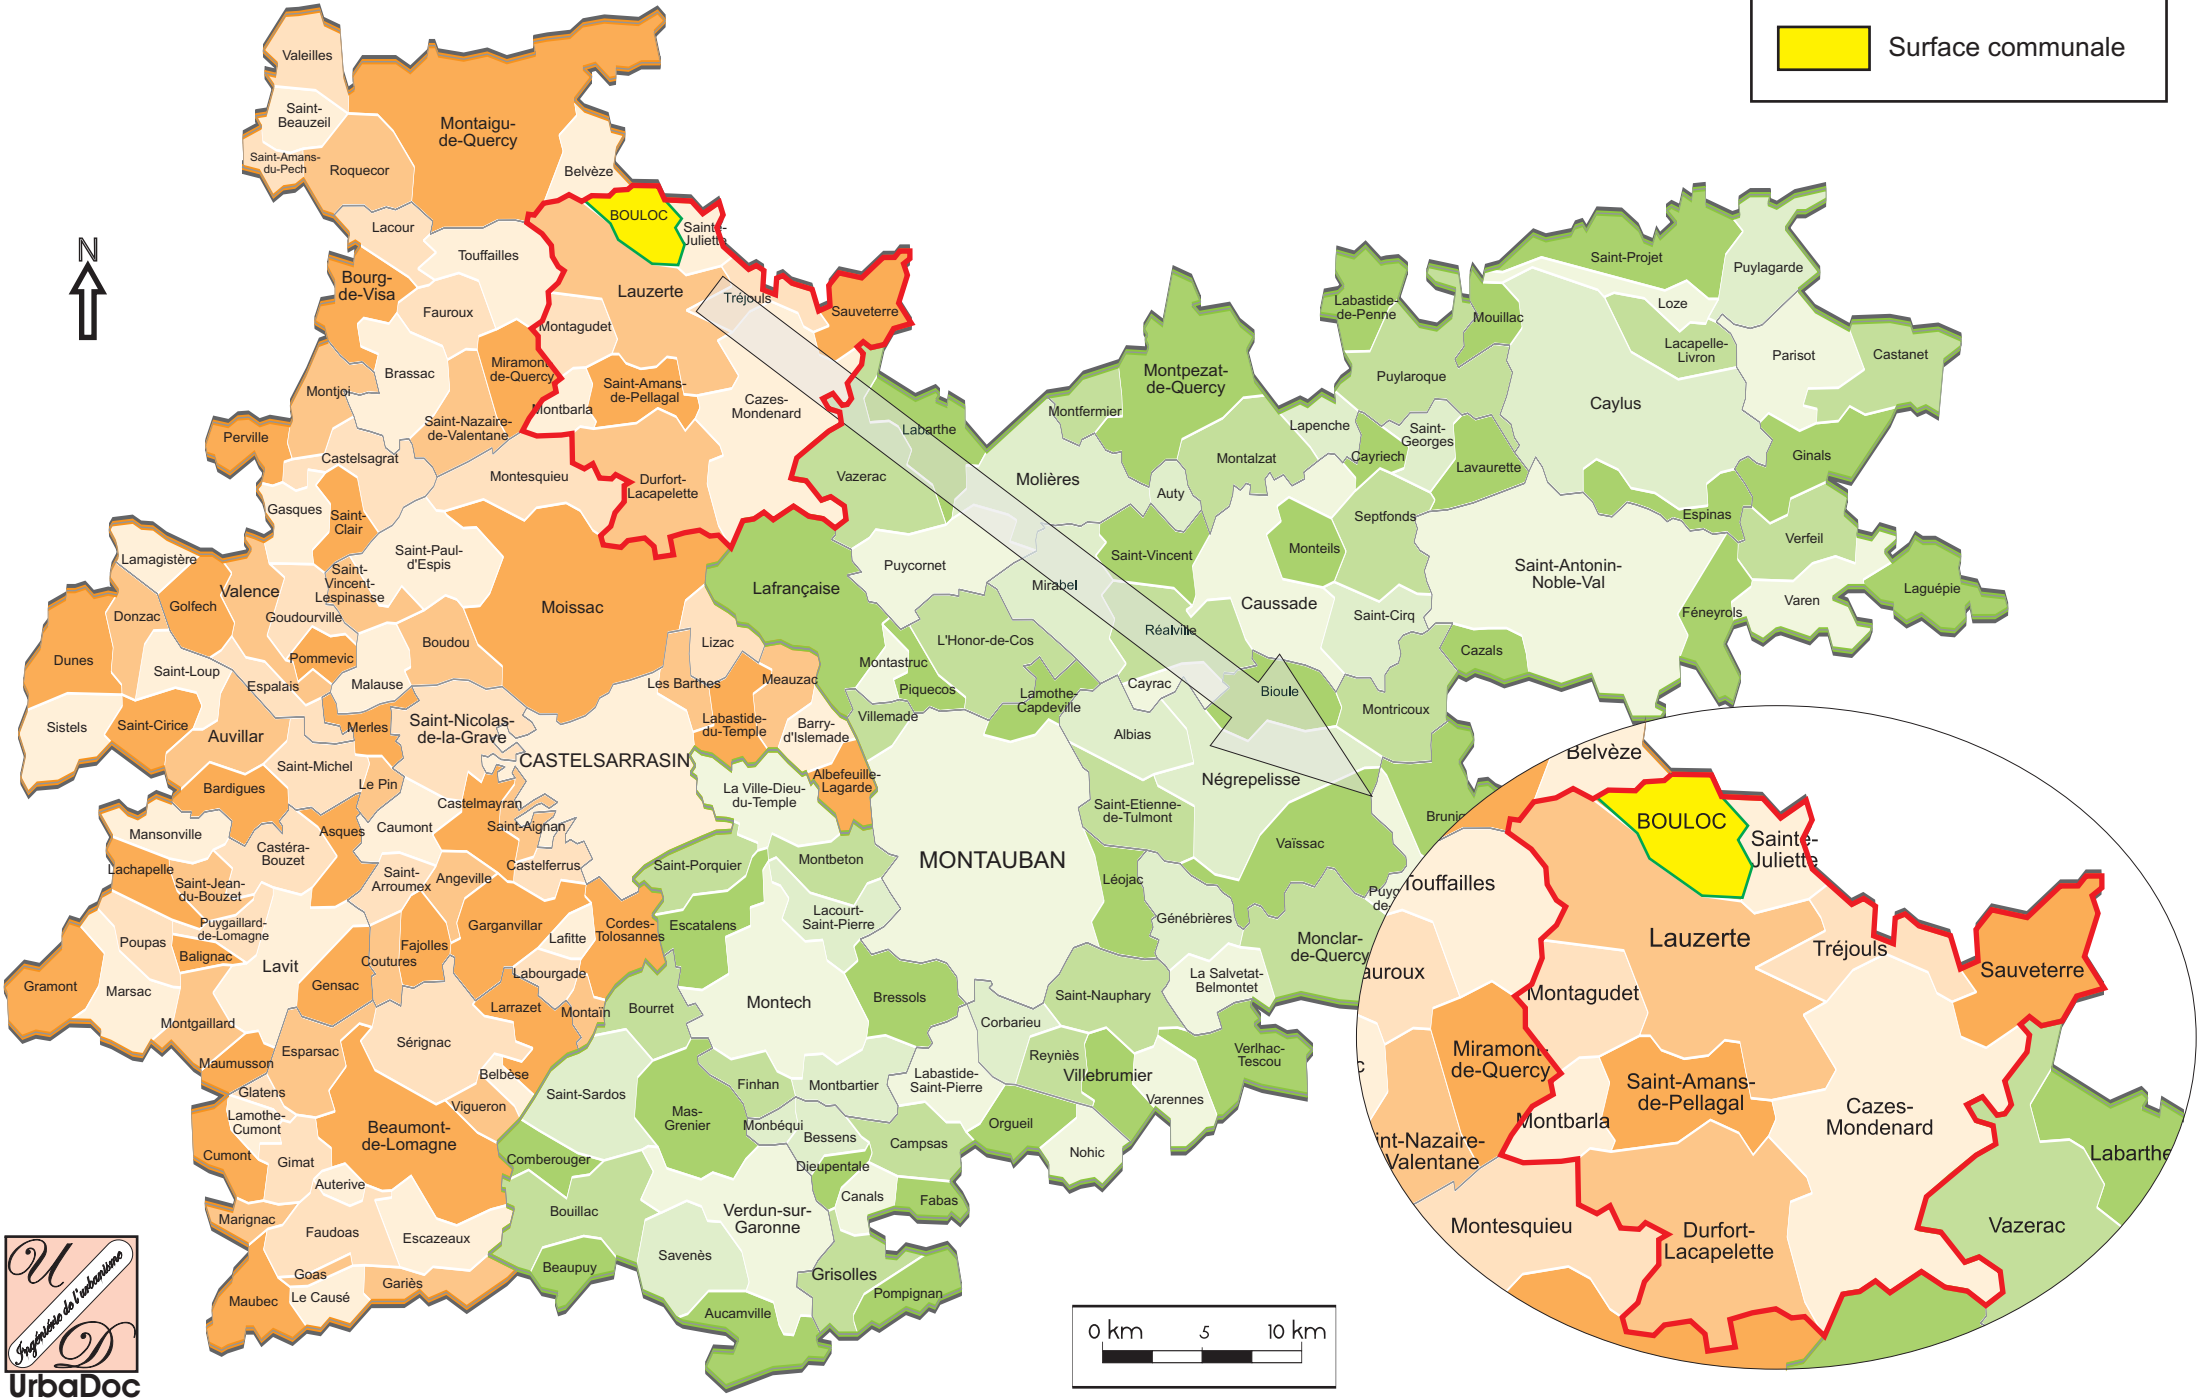 Surface communale
N
Valeilles
Saint-
Beauzeil
Saint-Amans-
du-Pech
Roquecor
Montaigu-
de-Quercy
Belvèze
Lacour
Touffailles
BOULOC
Sainte-
Juliette
Bourg-
de-Visa
Fauroux
Lauzerte
Tréjouls
Sauveterre
Montagudet
Miramont
de-Quercy
Brassac
Montjoi
Saint-Amans-
de-Pellagal
Montbarla
Cazes-
Mondenard
Saint-Nazaire-
de-Valentane
Perville
Castelsagrat
Montesquieu
Durfort-
Lacapelette
Gasques
Saint-
Clair
Saint-Paul-
d'Espis
Lamagistère
Golfech
Valence
Saint-
Vincent-
Lespinasse
Goudourville
Donzac
Dunes
Saint-Loup
Pommevic
Malause
Boudou
Moissac
Espalais
Sistels
Saint-Cirice
Auvillar
Merles
Saint-Nicolas-
de-la-Grave
Saint-Michel
Le Pin
Bardigues
CASTELSARRASIN
Lizac
Les Barthes
Meauzac
Labastide-
du-Temple
Barry-
d'Islemade
Albefeuille-
Lagarde
La Ville-Dieu-
du-Temple
Castelmayran
Saint-Aignan
Caumont
Asques
Mansonville
Castéra-
Bouzet
Lachapelle
Saint-Jean-
du-Bouzet
Saint-
Arroumex
Angeville
Castelferrus
Garganvillar
Lafitte
Cordes-
Tolosannes
Puygaillard-
de-Lomagne
Poupas
Balignac
Lavit
Fajolles
Coutures
Gensac
Gramont
Marsac
Montgaillard
Labourgade
Larrazet
Montaïn
Maumusson
Esparsac
Sérignac
Belbèse
Glatens
Lamothe-
Cumont
Vigueron
Beaumont-
de-Lomagne
Cumont
Gimat
Auterive
Marignac
Faudoas
Escazeaux
Goas
Le Causé
Gariès
Maubec
Labarthe
Vazerac
Molières
Montfermier
Montpezat-
de-Quercy
Montalzat
Auty
Lapenche
Cayriech
Saint-
Georges
Lavaurette
Labastide-
de-Penne
Mouillac
Puylaroque
Saint-Projet
Puylagarde
Loze
Lacapelle-
Livron
Parisot
Castanet
Caylus
Ginals
Espinas
Verfeil
Varen
Laguépie
Féneyrols
Saint-Antonin-
Noble-Val
Cazals
Septfonds
Monteils
Saint-Vincent
Caussade
Saint-Cirq
Montricoux
Puycornet
Mirabel
Réalville
Bioule
Lafrançaise
L'Honor-de-Cos
Montastruc
Piquecos
Lamothe-
Capdeville
Cayrac
Villemade
Albias
Négrepelisse
Saint-Etienne-
de-Tulmont
Vaïssac
MONTAUBAN
Léojac
Génébrières
Monclar-
de-Quercy
La Salvetat-
Belmontet
Saint-Porquier
Montbeton
Escatalens
Lacourt-
Saint-Pierre
Montech
Bressols
Bourret
Saint-Nauphary
Corbarieu
Reyniès
Villebrumier
Verlhac-
Tescou
Varennes
Saint-Sardos
Finhan
Montbartier
Labastide-
Saint-Pierre
Mas-
Grenier
Monbéqui
Bessens
Campsas
Orgueil
Nohic
Comberouger
Dieupentale
Canals
Fabas
Bouillac
Verdun-sur-
Garonne
Savenès
Beaupuy
Grisolles
Pompignan
Aucamville
Belvèze
BOULOC
Sainte-
Juliette
Touffailles
Lauzerte
Tréjouls
Sauveterre
auroux
Montagudet
Miramont-
de-Quercy
Saint-Amans-
de-Pellagal
Montbarla
Cazes-
Mondenard
int-Nazaire-
Valentane
Labarthe
Montesquieu
Durfort-
Lacapelette
Vazerac
0 km 5 10 km
U
Ingénierie de l'urbanisme
D
UrbaDoc